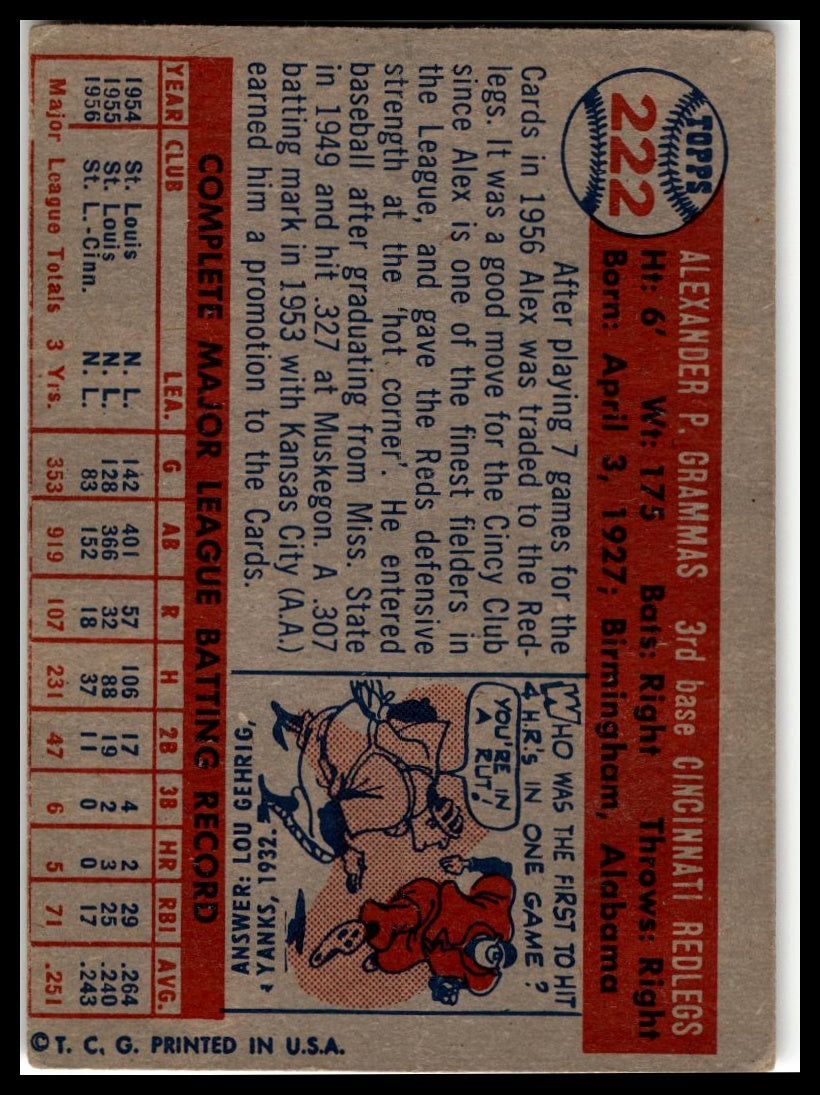 TOPPS
222
ALEXANDER P. GRAMMAS 3rd base CINCINNATI REDLEGS
Ht: 6' Wt: 175 Bats: Right Throws: Right
Born: April 3, 1927; Birmingham, Alabama
After playing 7 games for the
Cards in 1956 Alex was traded to the Red-
legs. It was a good move for the Cincy Club
since Alex is one of the finest fielders in
the League, and gave the Reds defensive
strength at the 'hot corner'. He entered
baseball after graduating from Miss. State
in 1949 and hit .327 at Muskegon. A .307
batting mark in 1953 with Kansas City (A.A.)
earned him a promotion to the Cards.
WHO WAS THE FIRST TO HIT
4 H.R.'S IN ONE GAME?
YOU'RE IN
A RUT!
ANSWER: LOU GEHRIG,
YANKS, 1932.
COMPLETE MAJOR LEAGUE BATTING RECORD
YEAR CLUB LEA. G AB R H 2B 3B HR RBI AVG.
1954 St. Louis N. L. 142 401 57 106 17 4 2 29 .264
1955 St. Louis N. L. 128 366 32 88 19 2 3 25 .240
1956 St. L.-Cinn. N. L. 83 152 18 37 11 0 0 17 .243
Major League Totals 3 Yrs. 353 919 107 231 47 6 5 71 .251
© T. C. G. PRINTED IN U.S.A.